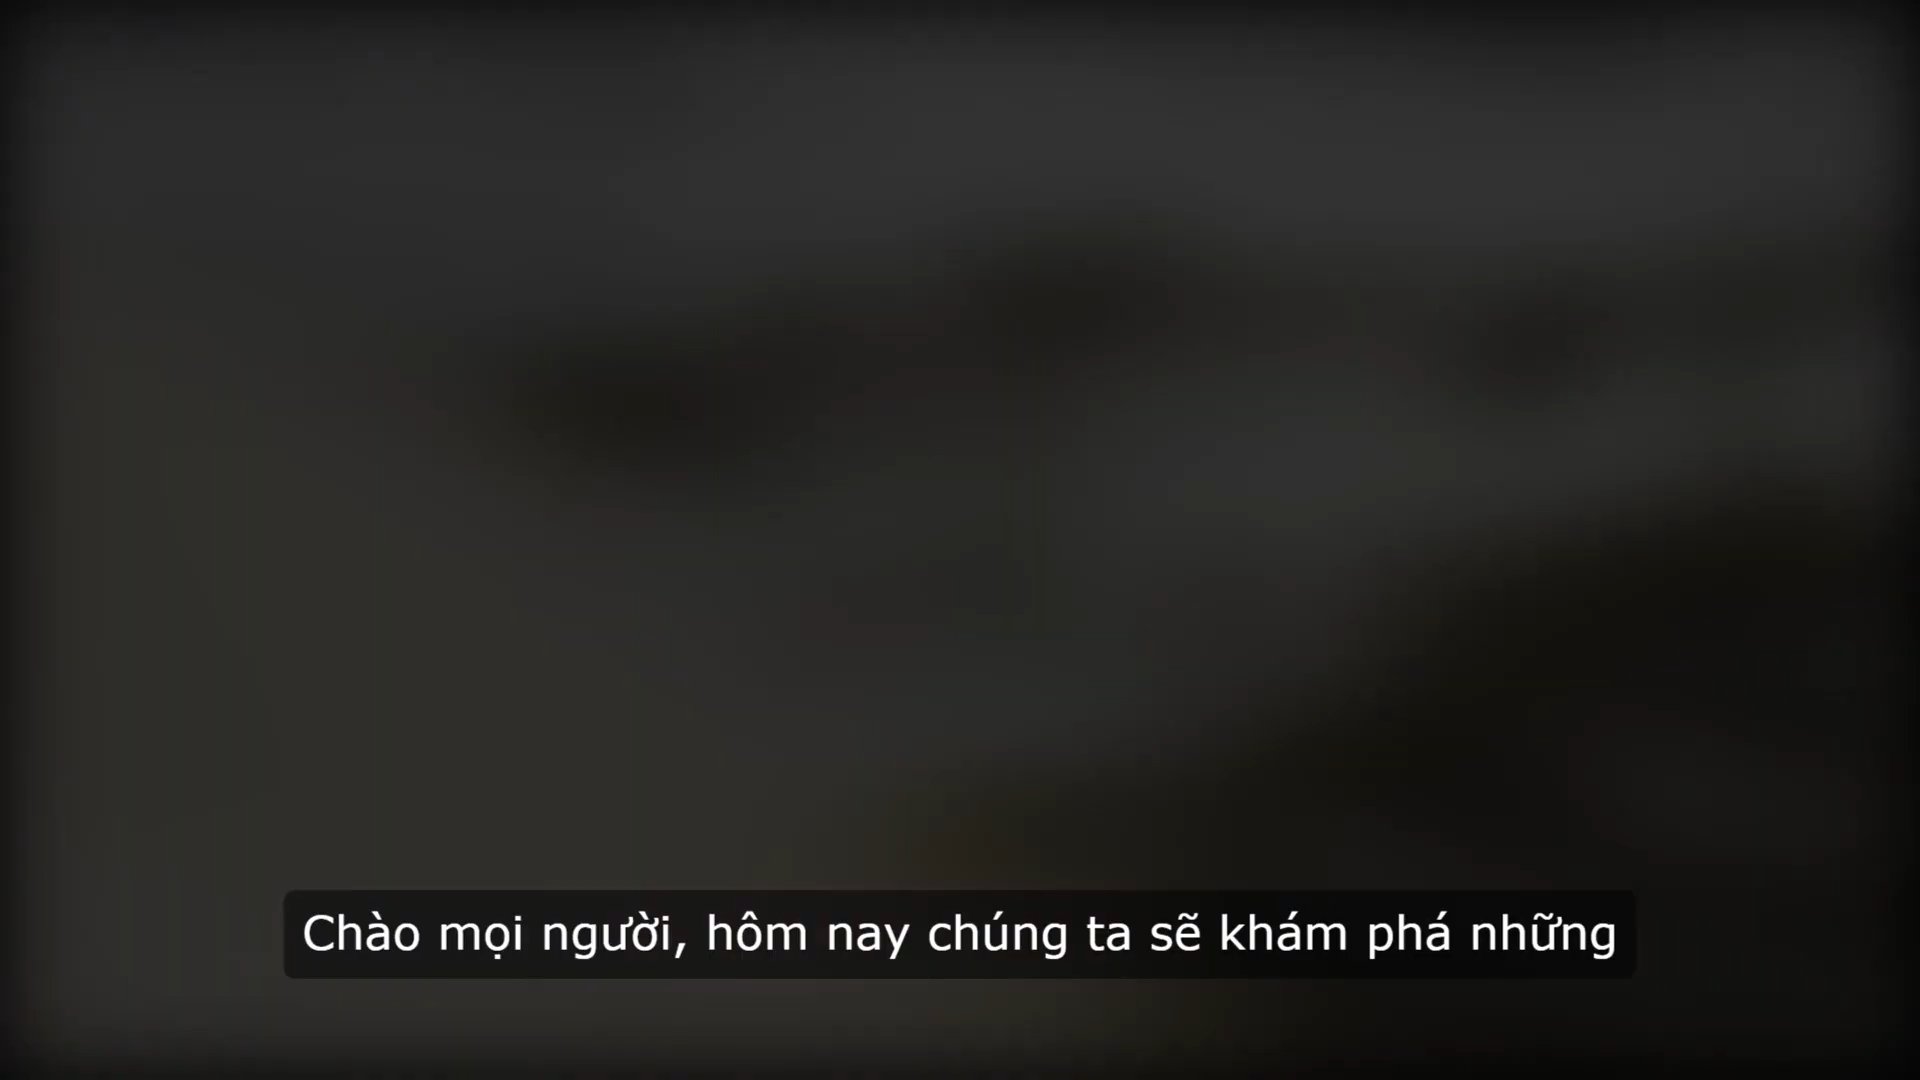 Chào mọi người, hôm nay chúng ta sẽ khám phá những